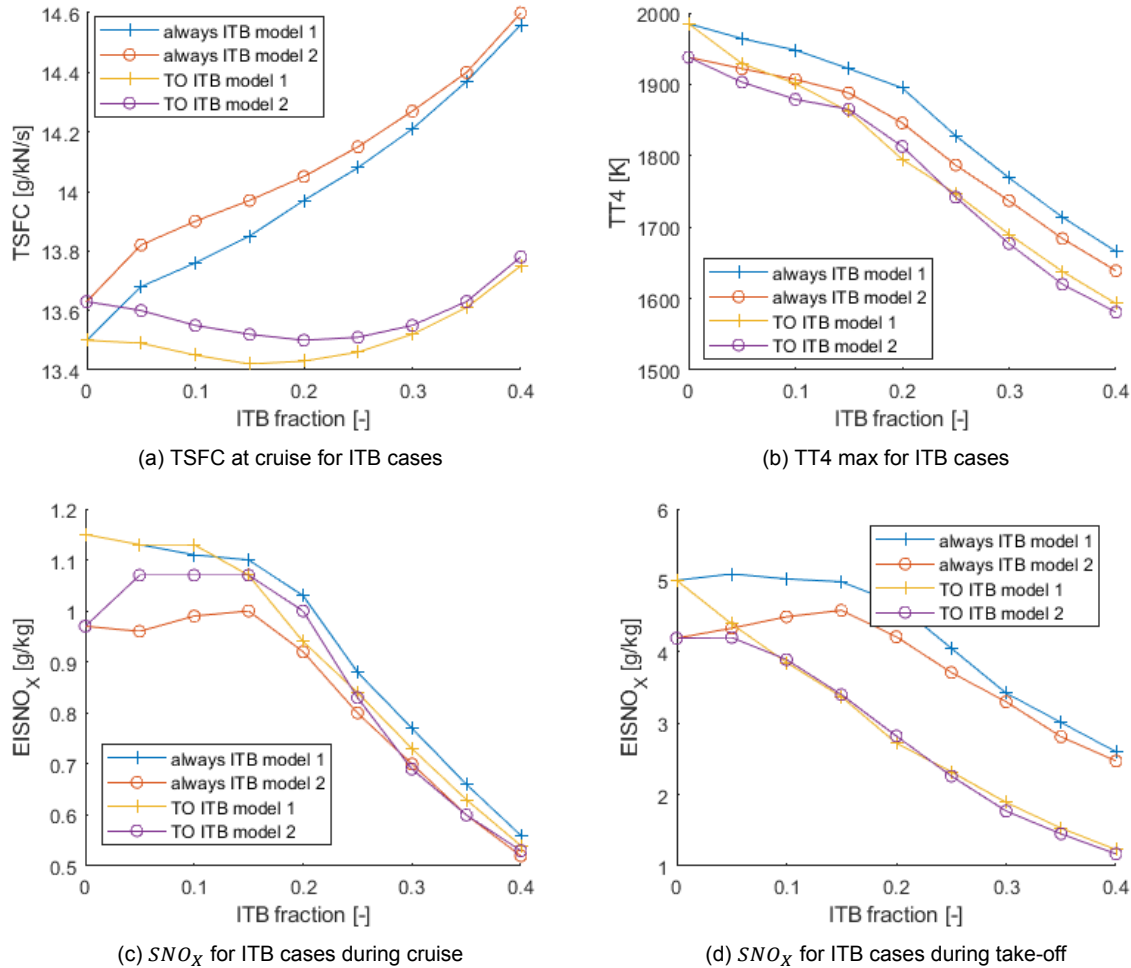 14.6
14.4
14.2
14
13.8
13.6
13.4
TSFC [g/kN/s]
always ITB model 1
always ITB model 2
TO ITB model 1
TO ITB model 2
0 0.1 0.2 0.3 0.4
ITB fraction [-]
(a) TSFC at cruise for ITB cases
2000
1900
1800
1700
1600
1500
TT4 [K]
always ITB model 1
always ITB model 2
TO ITB model 1
TO ITB model 2
0 0.1 0.2 0.3 0.4
ITB fraction [-]
(b) TT4 max for ITB cases
1.2
1.1
1
0.9
0.8
0.7
0.6
0.5
EISNOX [g/kg]
always ITB model 1
always ITB model 2
TO ITB model 1
TO ITB model 2
0 0.1 0.2 0.3 0.4
ITB fraction [-]
(c) SNOX for ITB cases during cruise
6
5
4
3
2
1
EISNOX [g/kg]
always ITB model 1
always ITB model 2
TO ITB model 1
TO ITB model 2
0 0.1 0.2 0.3 0.4
ITB fraction [-]
(d) SNOX for ITB cases during take-off